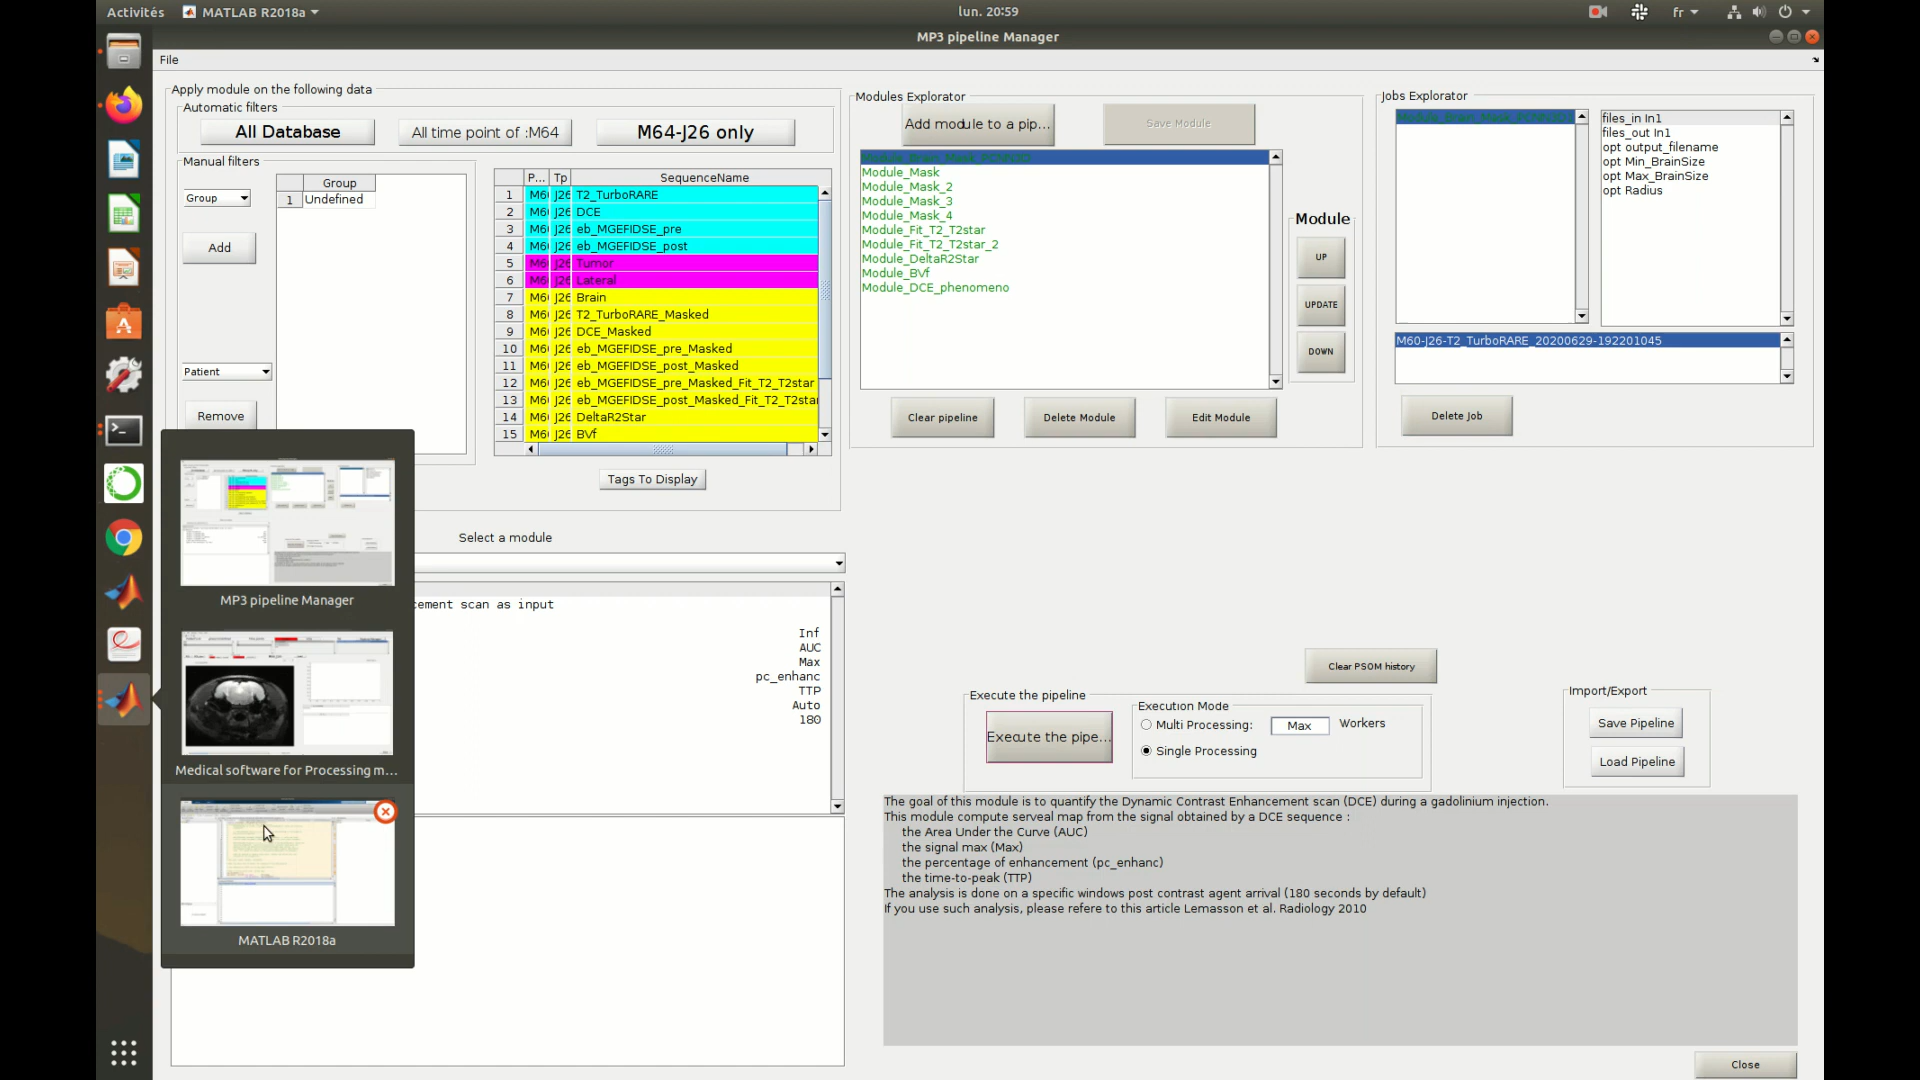 Activités
MATLAB R2018a
lun. 20:59
fr
MP3 pipeline Manager
File
Apply module on the following data
Automatic filters
All Database
All time point of :M64
M64-J26 only
Manual filters
Group
Add
Patient
Remove
Group
1 Undefined
P... Tp SequenceName
1 M6 J26 T2_TurboRARE
2 M6 J26 DCE
3 M6 J26 eb_MGEFIDSE_pre
4 M6 J26 eb_MGEFIDSE_post
5 M6 J26 Tumor
6 M6 J26 Lateral
7 M6 J26 Brain
8 M6 J26 T2_TurboRARE_Masked
9 M6 J26 DCE_Masked
10 M6 J26 eb_MGEFIDSE_pre_Masked
11 M6 J26 eb_MGEFIDSE_post_Masked
12 M6 J26 eb_MGEFIDSE_pre_Masked_Fit_T2_T2star
13 M6 J26 eb_MGEFIDSE_post_Masked_Fit_T2_T2sta
14 M6 J26 DeltaR2Star
15 M6 J26 BVf
Tags To Display
Select a module
cement scan as input
Inf
AUC
Max
pc_enhanc
TTP
Auto
180
MP3 pipeline Manager
Medical software for Processing m...
MATLAB R2018a
Modules Explorator
Add module to a pip...
Save Module
Module_Brain_Mask_PCNN3D
Module_Mask
Module_Mask_2
Module_Mask_3
Module_Mask_4
Module_Fit_T2_T2star
Module_Fit_T2_T2star_2
Module_DeltaR2Star
Module_BVf
Module_DCE_phenomeno
Module
UP
UPDATE
DOWN
Clear pipeline
Delete Module
Edit Module
Jobs Explorator
Module_Brain_Mask_PCNN3D1
files_in In1
files_out In1
opt output_filename
opt Min_BrainSize
opt Max_BrainSize
opt Radius
M60-J26-T2_TurboRARE_20200629-192201045
Delete Job
Clear PSOM history
Execute the pipeline
Execute the pipe...
Execution Mode
Multi Processing:
Max
Workers
Single Processing
Import/Export
Save Pipeline
Load Pipeline
The goal of this module is to quantify the Dynamic Contrast Enhancement scan (DCE) during a gadolinium injection.
This module compute serveal map from the signal obtained by a DCE sequence :
the Area Under the Curve (AUC)
the signal max (Max)
the percentage of enhancement (pc_enhanc)
the time-to-peak (TTP)
The analysis is done on a specific windows post contrast agent arrival (180 seconds by default)
If you use such analysis, please refere to this article Lemasson et al. Radiology 2010
Close